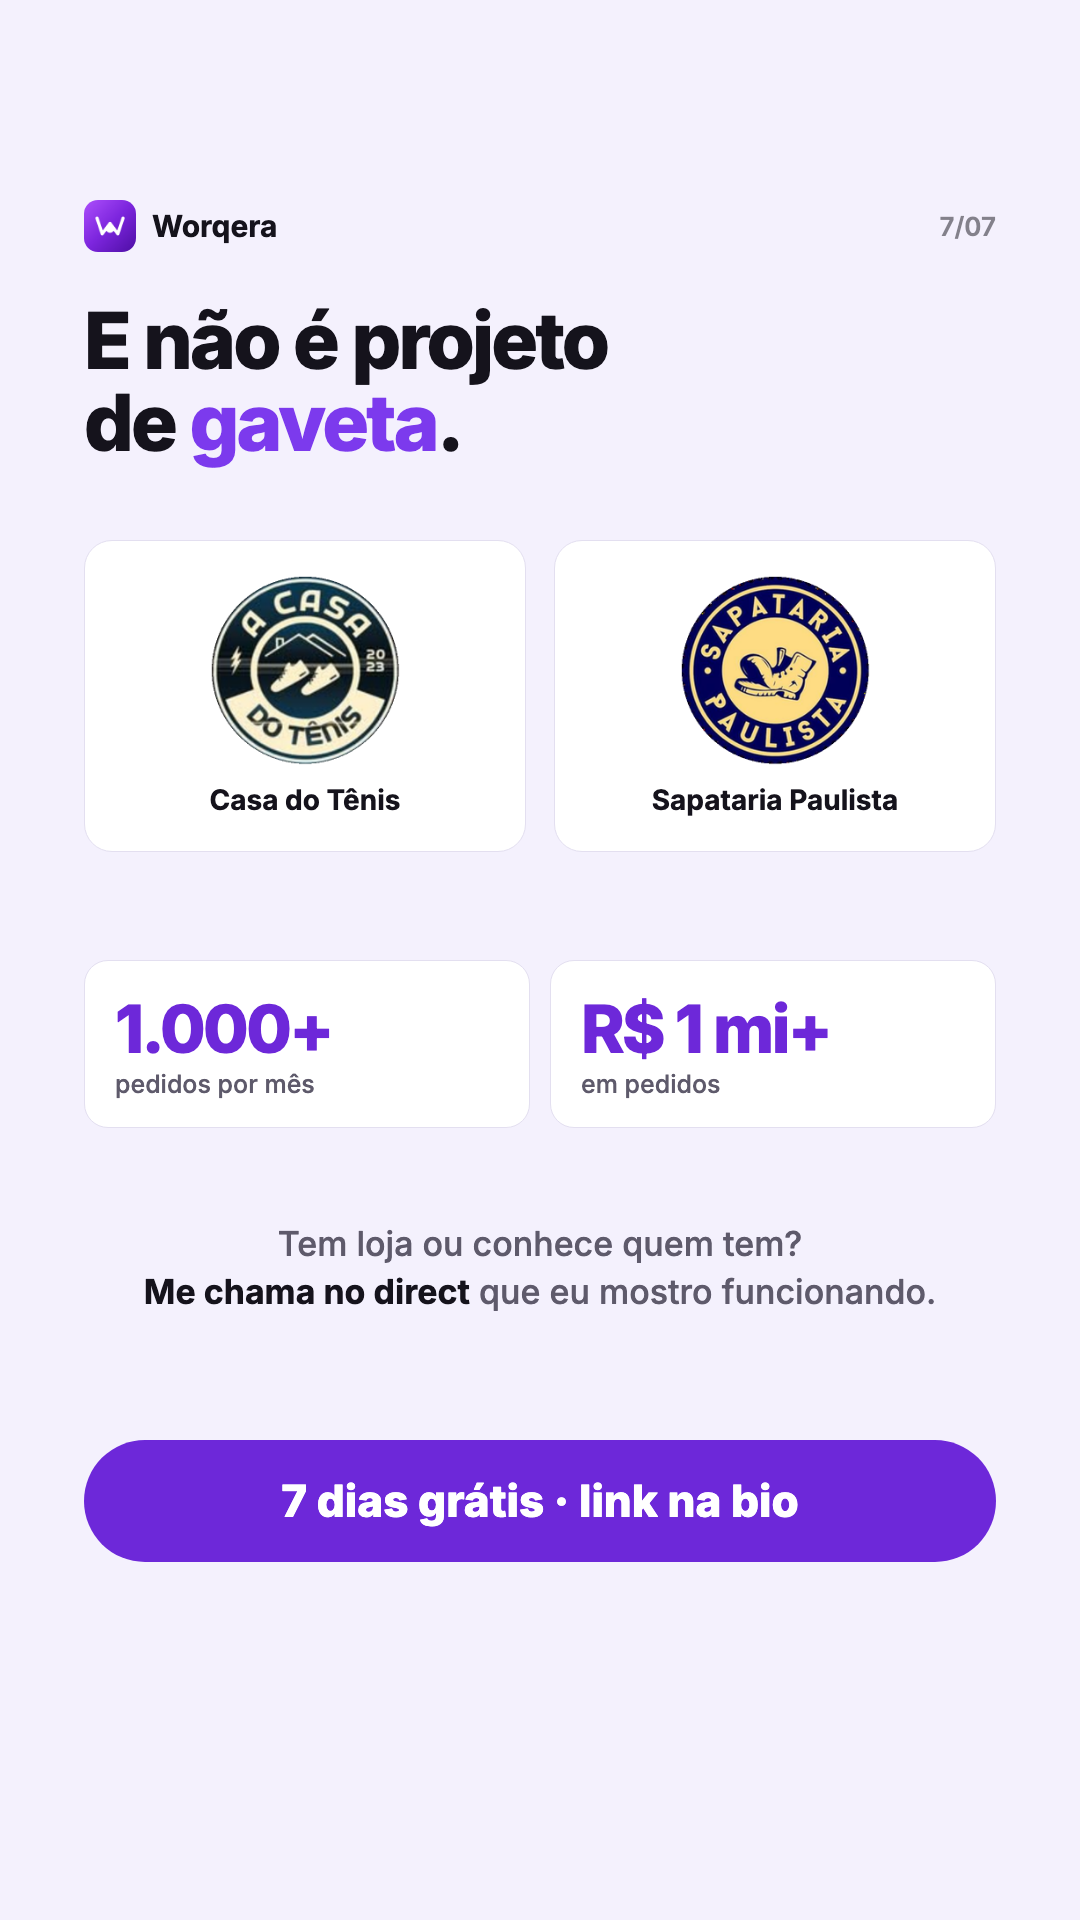 Worqera
7/07
E não é projeto
de gaveta.
A CASA
20
23
DO TÊNIS
Casa do Tênis
SAPATARIA
PAULISTA
Sapataria Paulista
1.000+
pedidos por mês
R$ 1 mi+
em pedidos
Tem loja ou conhece quem tem?
Me chama no direct que eu mostro funcionando.
7 dias grátis · link na bio